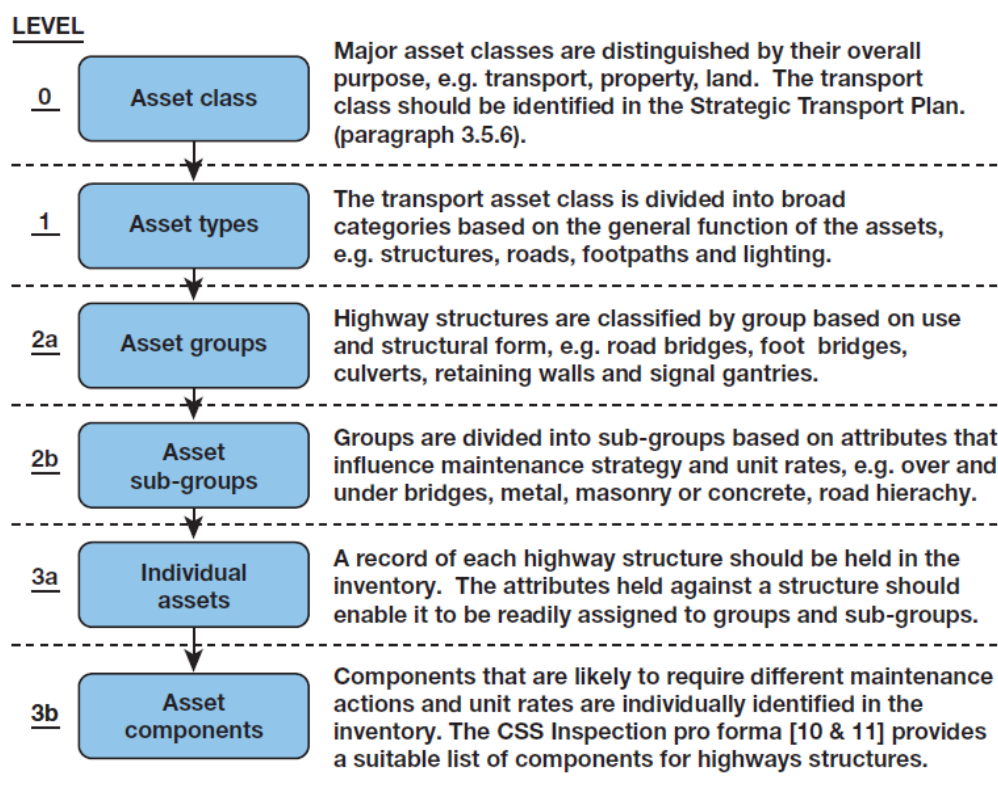 LEVEL
0
Asset class
Major asset classes are distinguished by their overall
purpose, e.g. transport, property, land.  The transport
class should be identified in the Strategic Transport Plan.
(paragraph 3.5.6).
1
Asset types
The transport asset class is divided into broad
categories based on the general function of the assets,
e.g. structures, roads, footpaths and lighting.
2a
Asset groups
Highway structures are classified by group based on use
and structural form, e.g. road bridges, foot  bridges,
culverts, retaining walls and signal gantries.
2b
Asset
sub-groups
Groups are divided into sub-groups based on attributes that
influence maintenance strategy and unit rates, e.g. over and
under bridges, metal, masonry or concrete, road hierachy.
3a
Individual
assets
A record of each highway structure should be held in the
inventory.  The attributes held against a structure should
enable it to be readily assigned to groups and sub-groups.
3b
Asset
components
Components that are likely to require different maintenance
actions and unit rates are individually identified in the
inventory. The CSS Inspection pro forma [10 & 11] provides
a suitable list of components for highways structures.